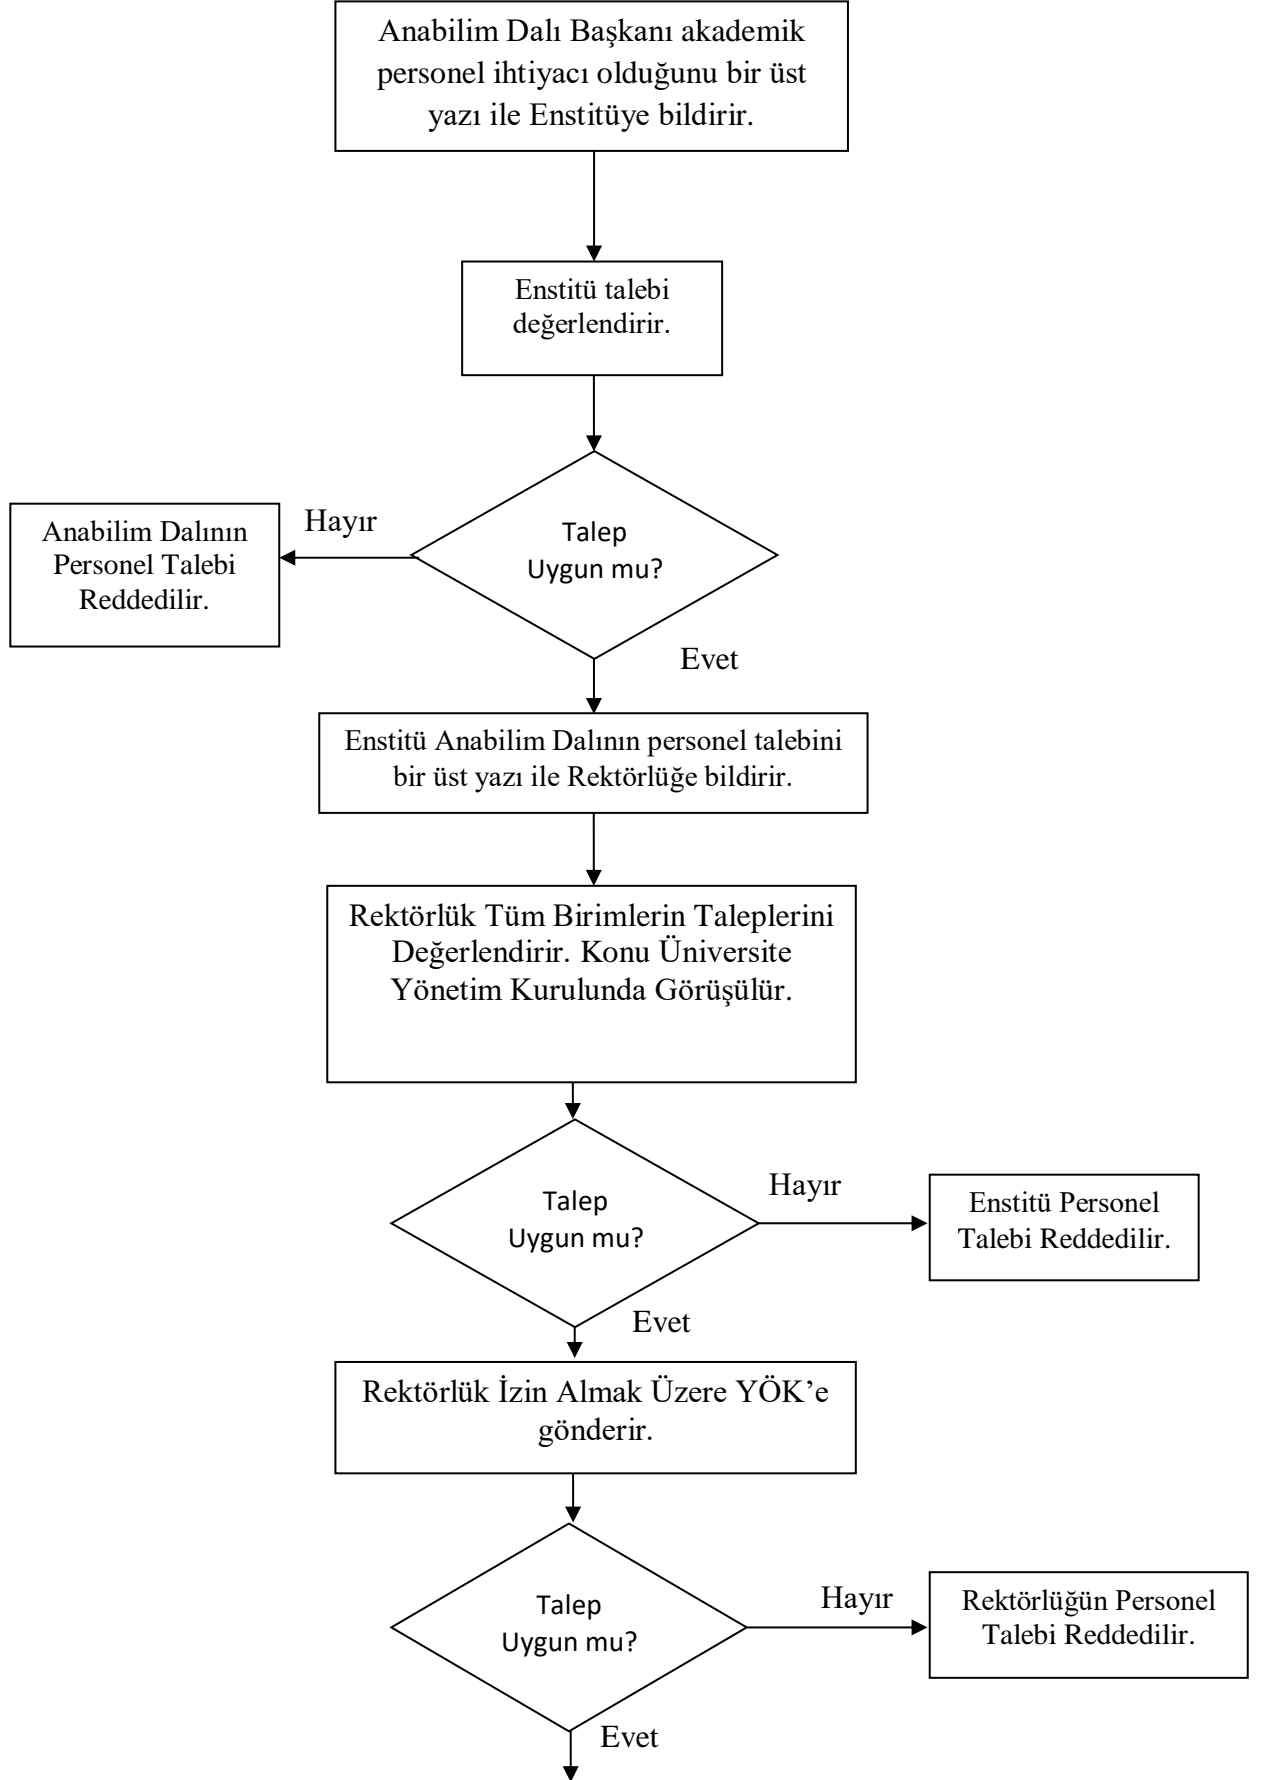 Anabilim Dalı Başkanı akademik
personel ihtiyacı olduğunu bir üst
yazı ile Enstitüye bildirir.
Enstitü talebi
değerlendirir.
Hayır
Anabilim Dalının
Personel Talebi
Reddedilir.
Talep
Uygun mu?
Evet
Enstitü Anabilim Dalının personel talebini
bir üst yazı ile Rektörlüğe bildirir.
Rektörlük Tüm Birimlerin Taleplerini
Değerlendirir. Konu Üniversite
Yönetim Kurulunda Görüşülür.
Talep
Uygun mu?
Hayır
Enstitü Personel
Talebi Reddedilir.
Evet
Rektörlük İzin Almak Üzere YÖK’e
gönderir.
Talep
Uygun mu?
Hayır
Rektörlüğün Personel
Talebi Reddedilir.
Evet